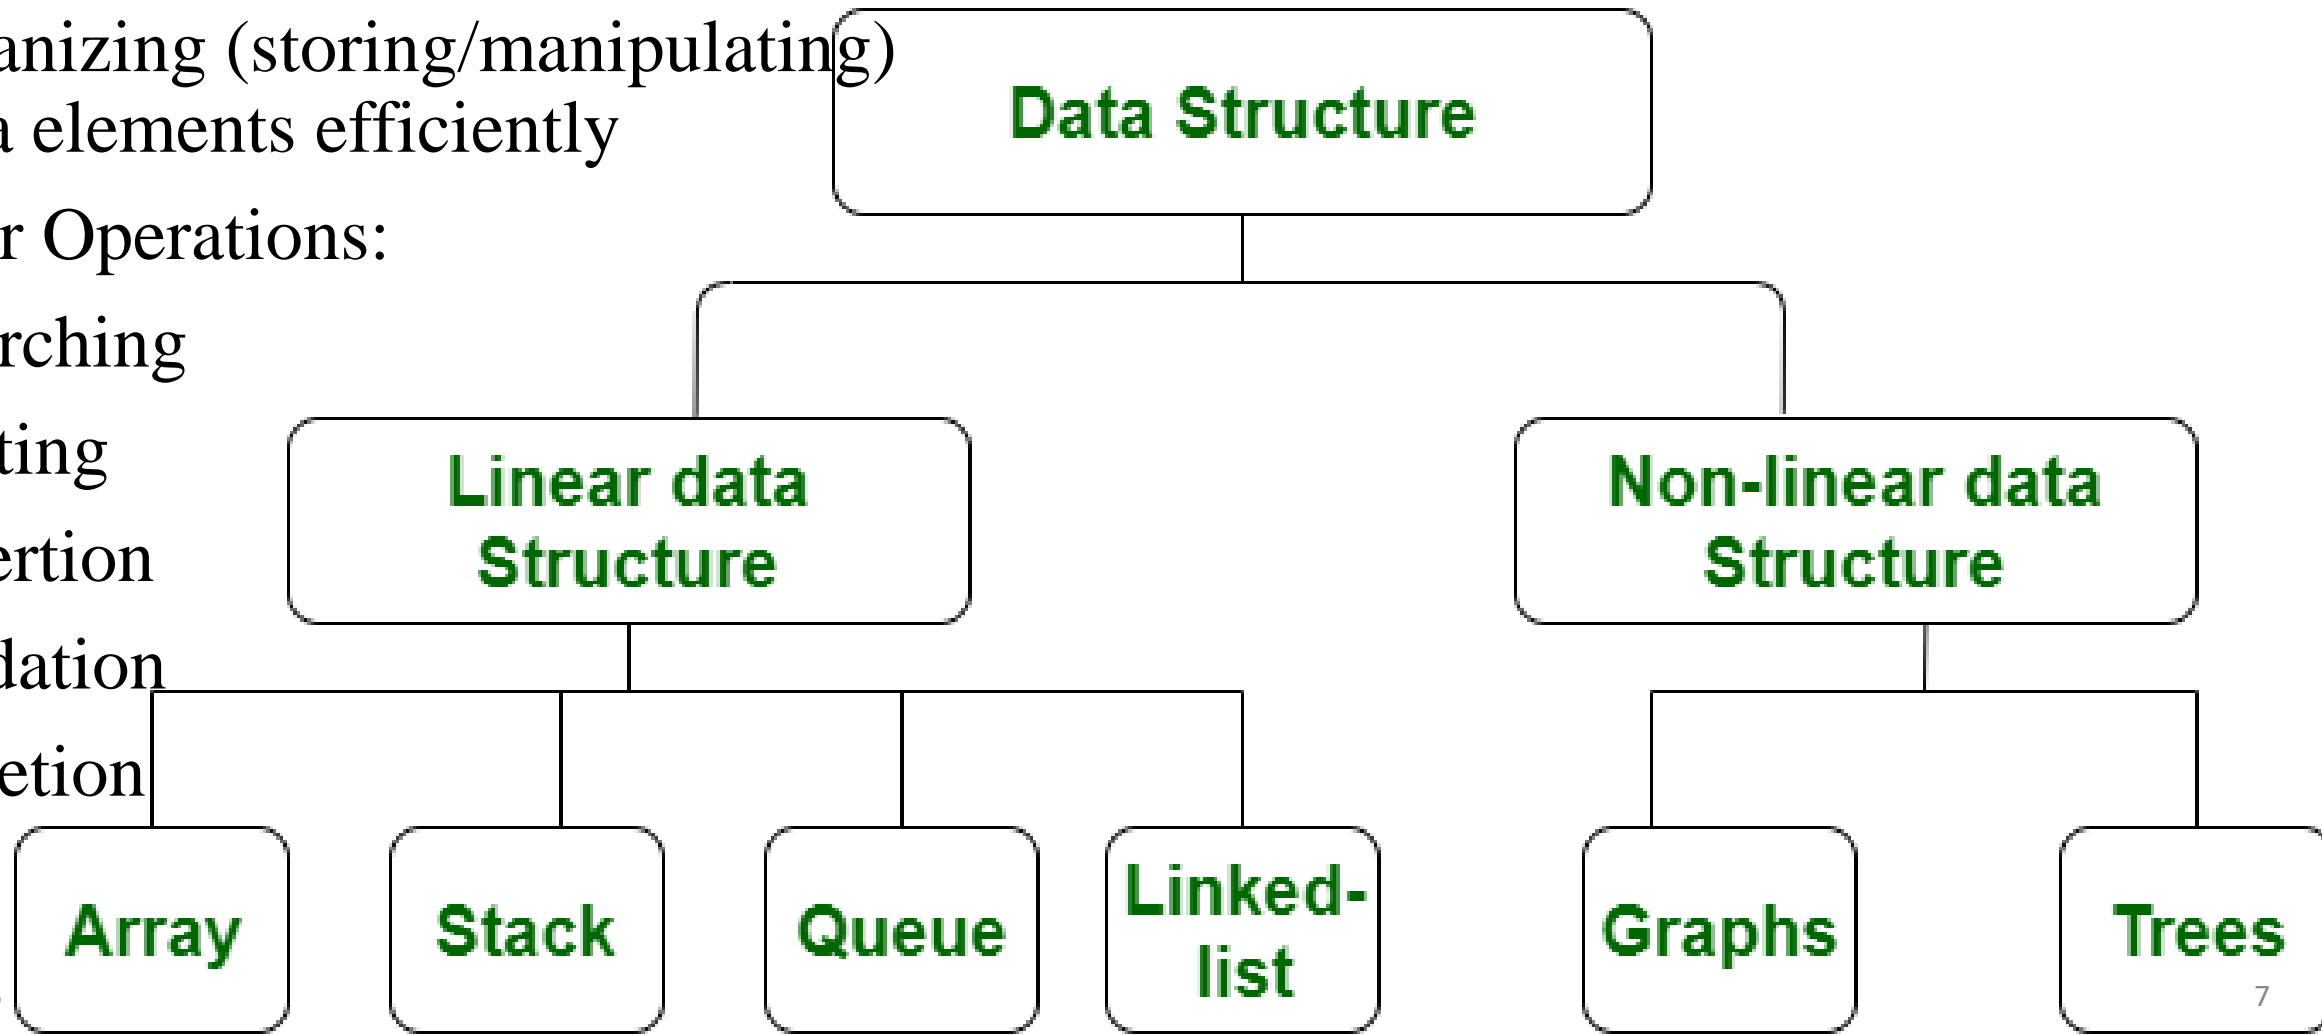 anizing (storing/manipulating)
a elements efficiently
r Operations:
rching
ting
ertion
dation
etion
Data Structure
Linear data
Structure
Non-linear data
Structure
Array
Stack
Queue
Linked-
list
Graphs
Trees
7